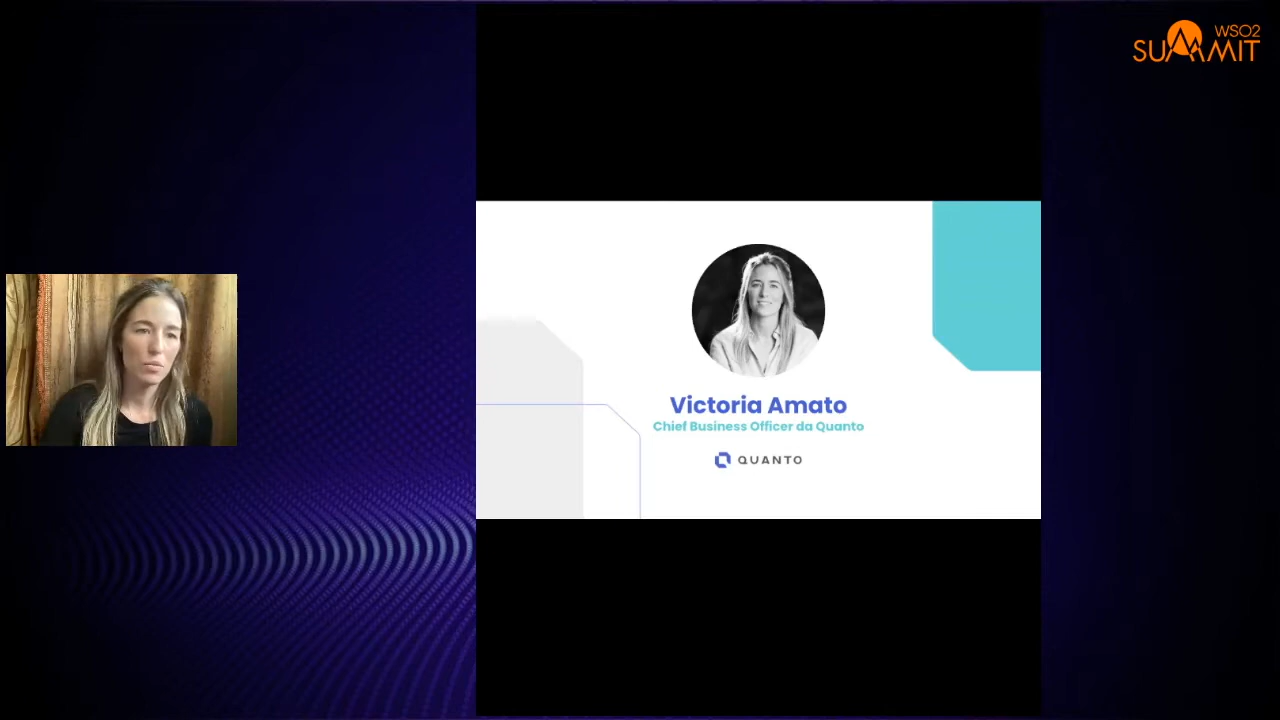 WSO2
SUMMIT
Victoria Amato
Chief Business Officer da Quanto
QUANTO